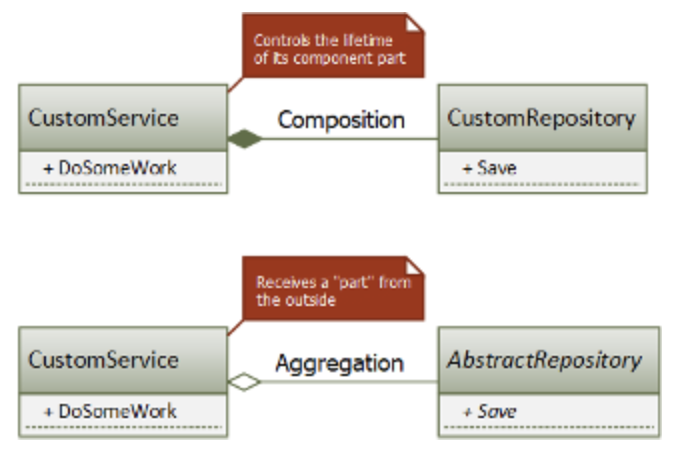 Controls the lifetime
of its component part
CustomService
Composition
CustomRepository
+ DoSomeWork
+ Save
Receives a "part" from
the outside
CustomService
Aggregation
AbstractRepository
+ DoSomeWork
+ Save